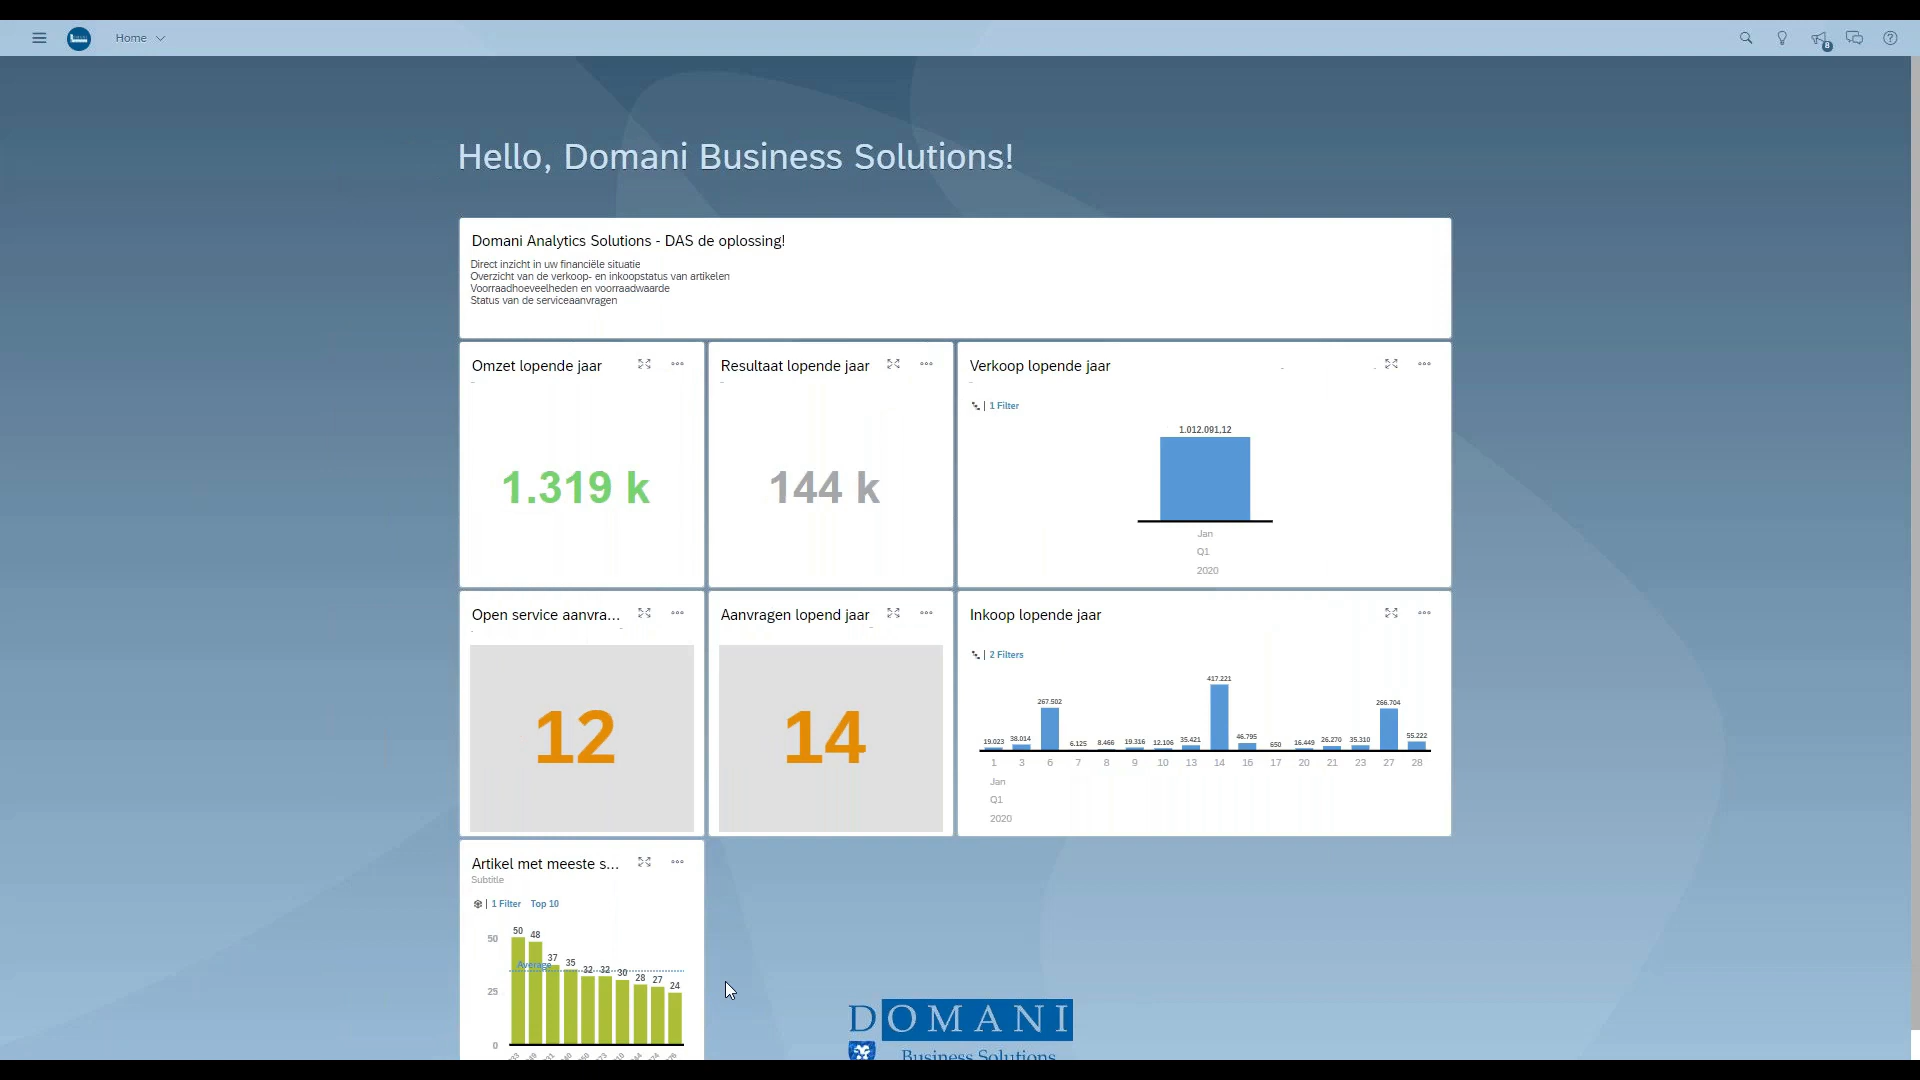 Home
8
Hello, Domani Business Solutions!
Domani Analytics Solutions - DAS de oplossing!
Direct inzicht in uw financiële situatie
Overzicht van de verkoop- en inkoopstatus van artikelen
Voorraadhoeveelheden en voorraadwaarde
Status van de serviceaanvragen
Omzet lopende jaar
1.319 k
Resultaat lopende jaar
144 k
Verkoop lopende jaar
1 Filter
1.012.091,12
Jan
Q1
2020
Open service aanvra...
12
Aanvragen lopend jaar
14
Inkoop lopende jaar
2 Filters
19.023 38.014 267.502 6.125 8.466 19.316 12.106 35.421 417.221 46.795 650 16.449 26.270 35.310 266.704 55.222
1 3 6 7 8 9 10 13 14 16 17 20 21 23 27 28
Jan
Q1
2020
Artikel met meeste s...
Subtitle
1 Filter Top 10
50 48 37 35 32 32 30 28 27 24
Average
50
25
0
DOMANI
Business Solutions